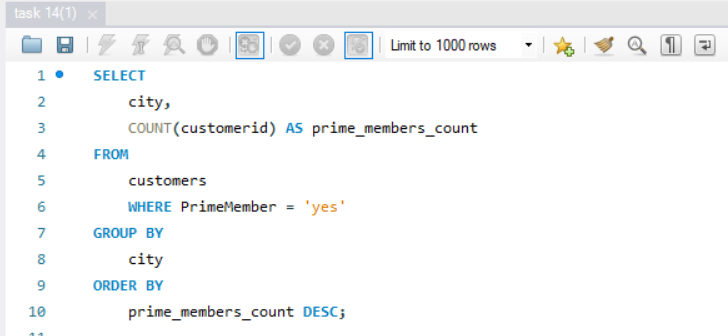 task 14(1) ×
Limit to 1000 rows
1 SELECT
2 city,
3 COUNT(customerid) AS prime_members_count
4 FROM
5 customers
6 WHERE PrimeMember = 'yes'
7 GROUP BY
8 city
9 ORDER BY
10 prime_members_count DESC;